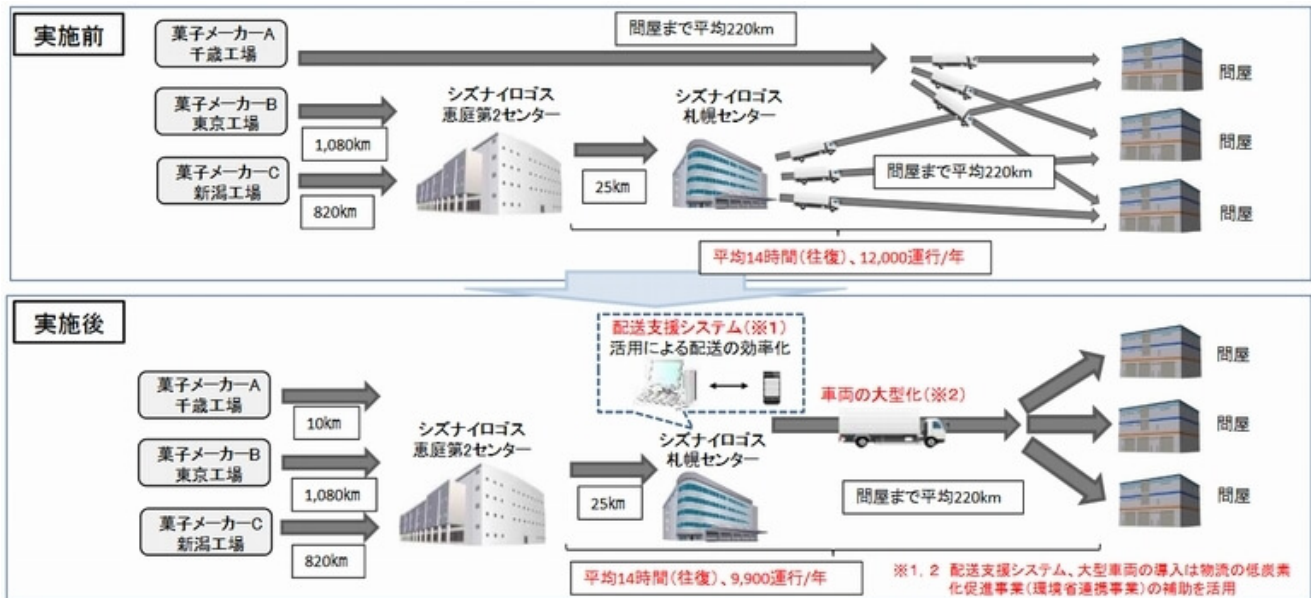 実施前
菓子メーカーA
千歳工場
問屋まで平均220km
問屋
菓子メーカーB
東京工場
1,080km
シズナイロゴス
恵庭第2センター
シズナイロゴス
札幌センター
25km
問屋
菓子メーカーC
新潟工場
820km
問屋まで平均220km
問屋
平均14時間(往復)、12,000運行/年
実施後
配送支援システム(※1)
活用による配送の効率化
車両の大型化(※2)
問屋
菓子メーカーA
千歳工場
10km
シズナイロゴス
恵庭第2センター
シズナイロゴス
札幌センター
菓子メーカーB
東京工場
1,080km
25km
問屋まで平均220km
問屋
菓子メーカーC
新潟工場
820km
問屋
平均14時間(往復)、9,900運行/年
※1, 2 配送支援システム、大型車両の導入は物流の低炭素
化促進事業(環境省連携事業)の補助を活用